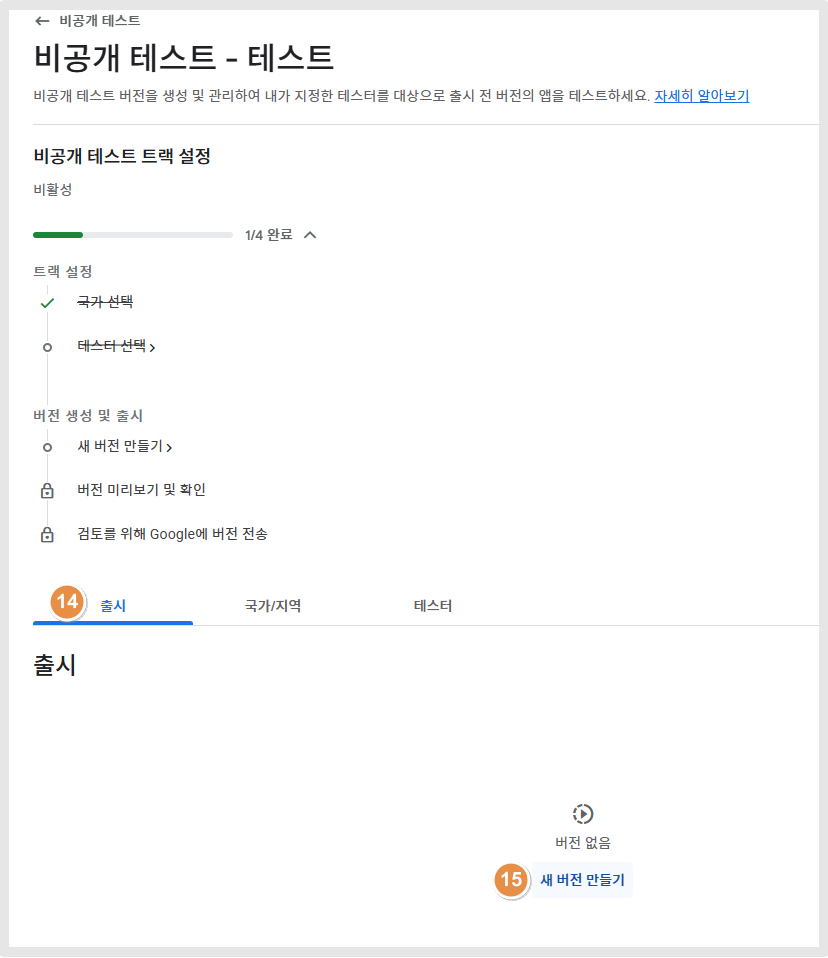 비공개 테스트
비공개 테스트 - 테스트
비공개 테스트 버전을 생성 및 관리하여 내가 지정한 테스터를 대상으로 출시 전 버전의 앱을 테스트하세요. 자세히 알아보기
비공개 테스트 트랙 설정
비활성
1/4 완료
트랙 설정
국가 선택
테스터 선택
버전 생성 및 출시
새 버전 만들기
버전 미리보기 및 확인
검토를 위해 Google에 버전 전송
14 출시 국가/지역 테스터
출시
버전 없음
15 새 버전 만들기